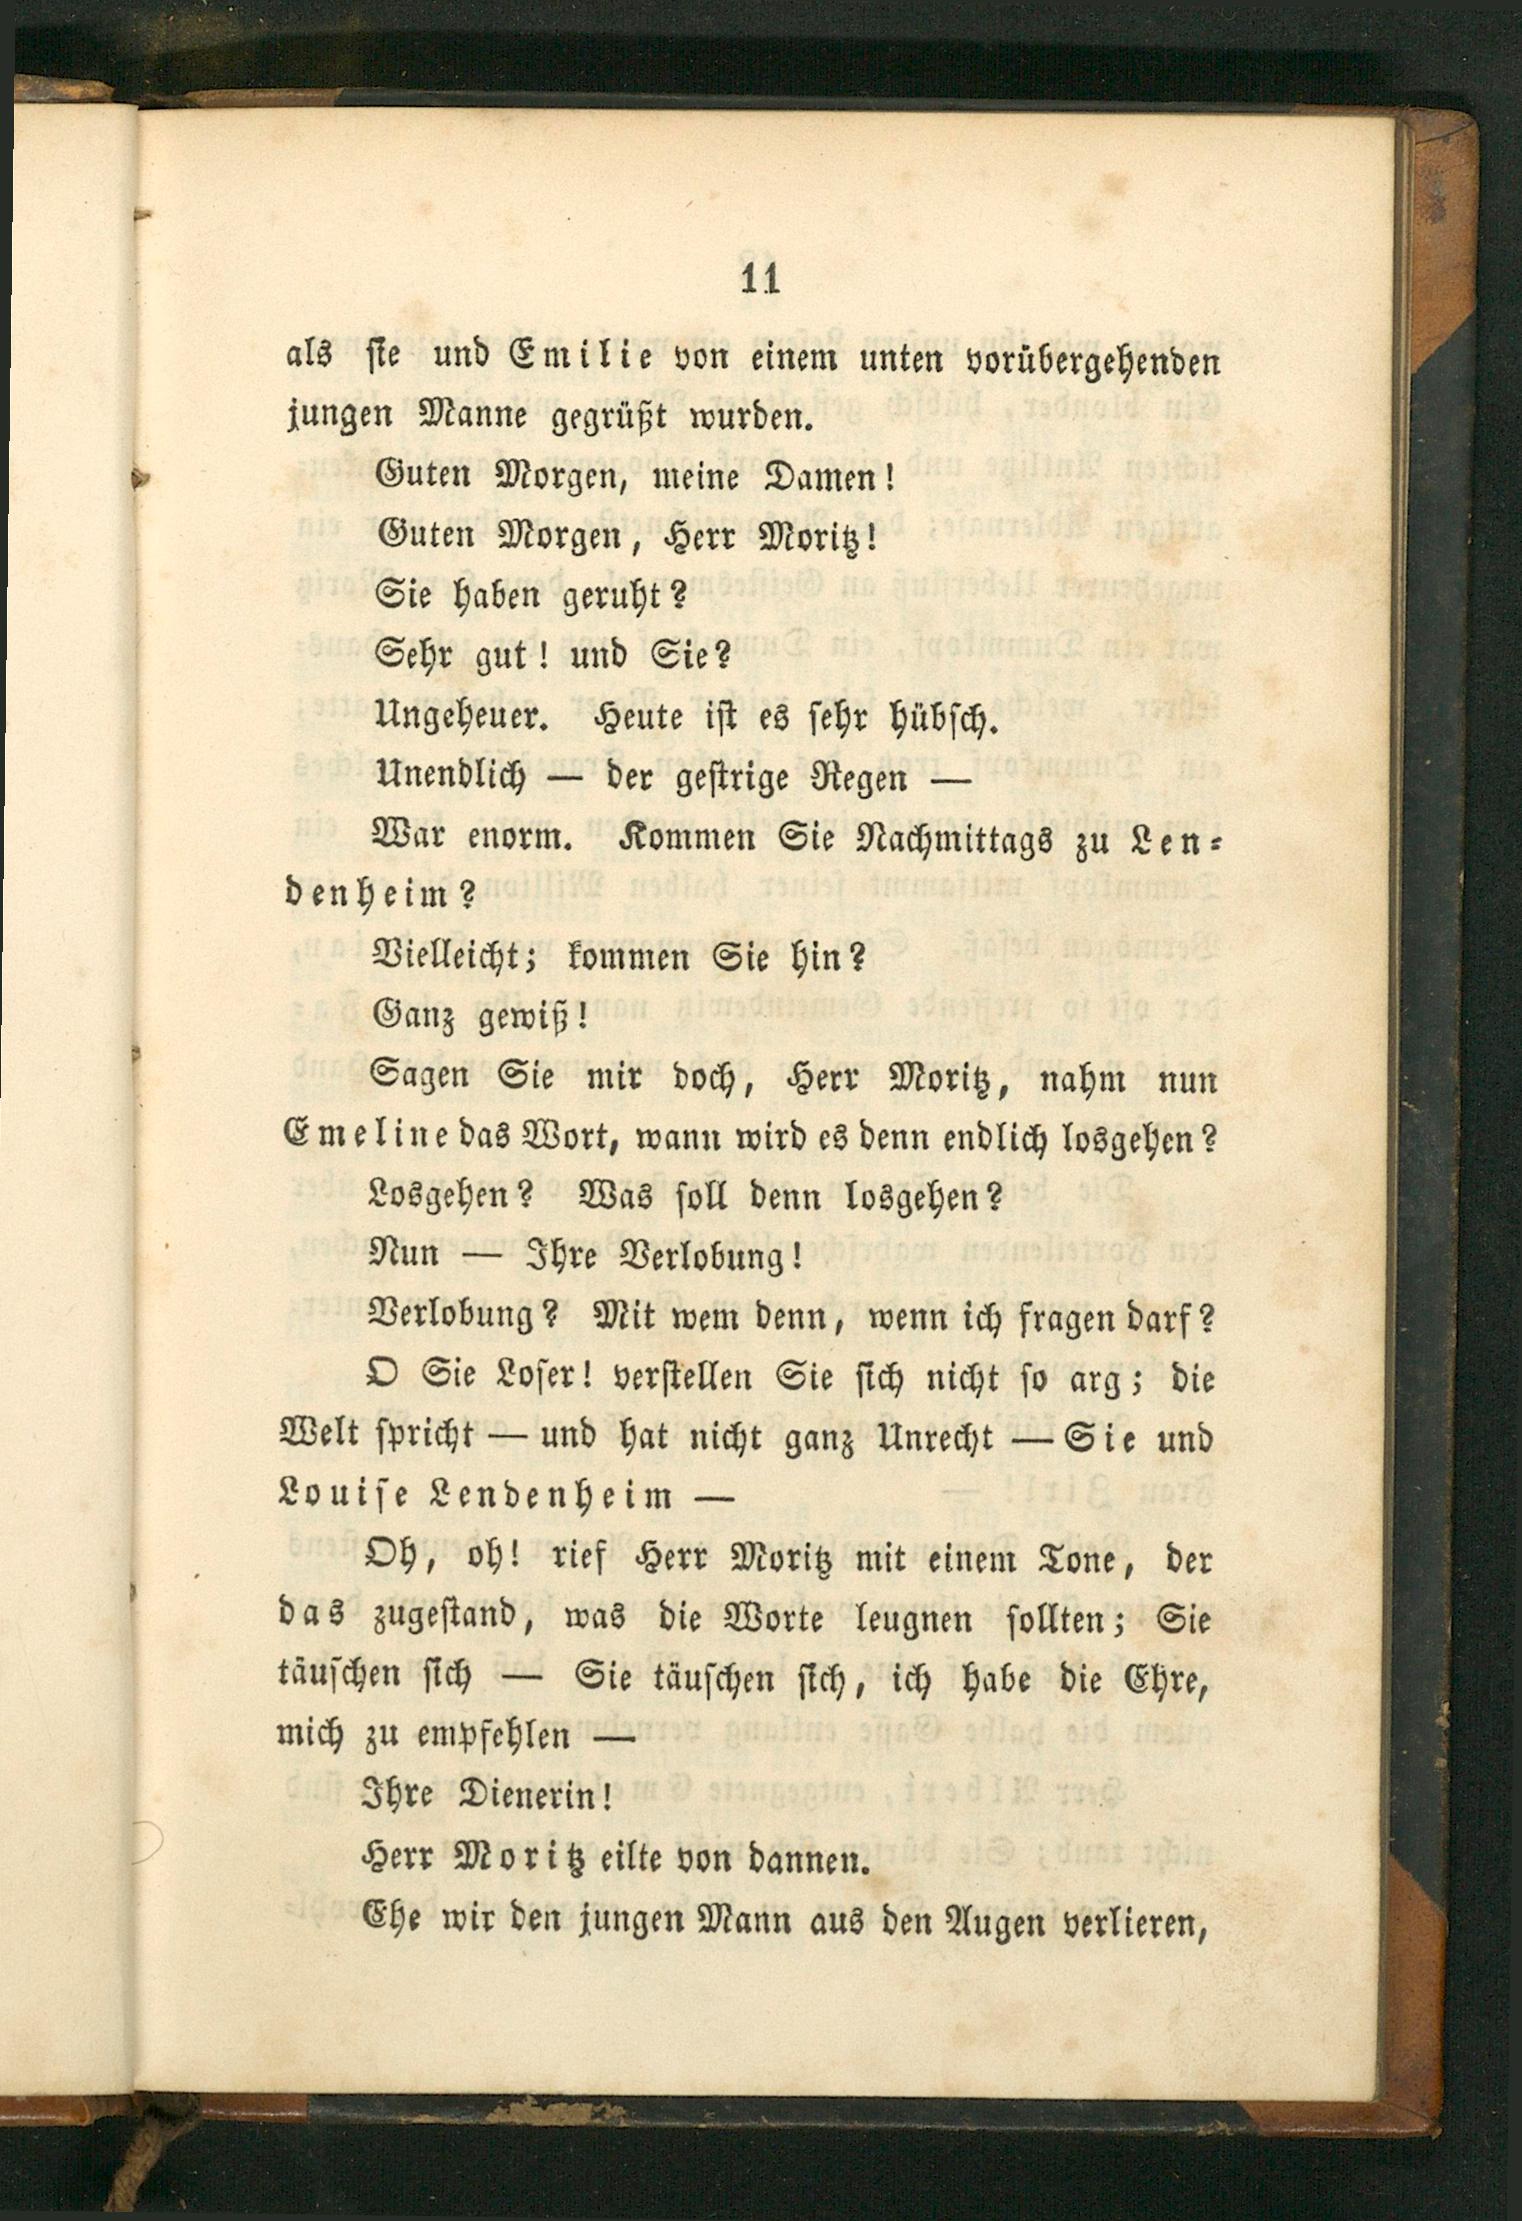 11
als sie und Emilie von einem unten vorübergehenden
jungen Manne gegrüßt wurden.
Guten Morgen, meine Damen!
Guten Morgen, Herr Moritz!
Sie haben geruht?
Sehr gut! und Sie?
Ungeheuer. Heute ist es sehr hübsch.
Unendlich — der gestrige Regen —
War enorm. Kommen Sie Nachmittags zu Len-
denheim?
Vielleicht; kommen Sie hin?
Ganz gewiß!
Sagen Sie mir doch, Herr Moritz, nahm nun
Emeline das Wort, wann wird es denn endlich losgehen?
Losgehen? Was soll denn losgehen?
Nun — Ihre Verlobung!
Verlobung? Mit wem denn, wenn ich fragen darf?
O Sie Loser! verstellen Sie sich nicht so arg; die
Welt spricht — und hat nicht ganz Unrecht — Sie und
Louise Lendenheim —
Oh, oh! rief Herr Moritz mit einem Tone, der
das zugestand, was die Worte leugnen sollten; Sie
täuschen sich — Sie täuschen sich, ich habe die Ehre,
mich zu empfehlen —
Ihre Dienerin!
Herr Moritz eilte von dannen.
Ehe wir den jungen Mann aus den Augen verlieren,